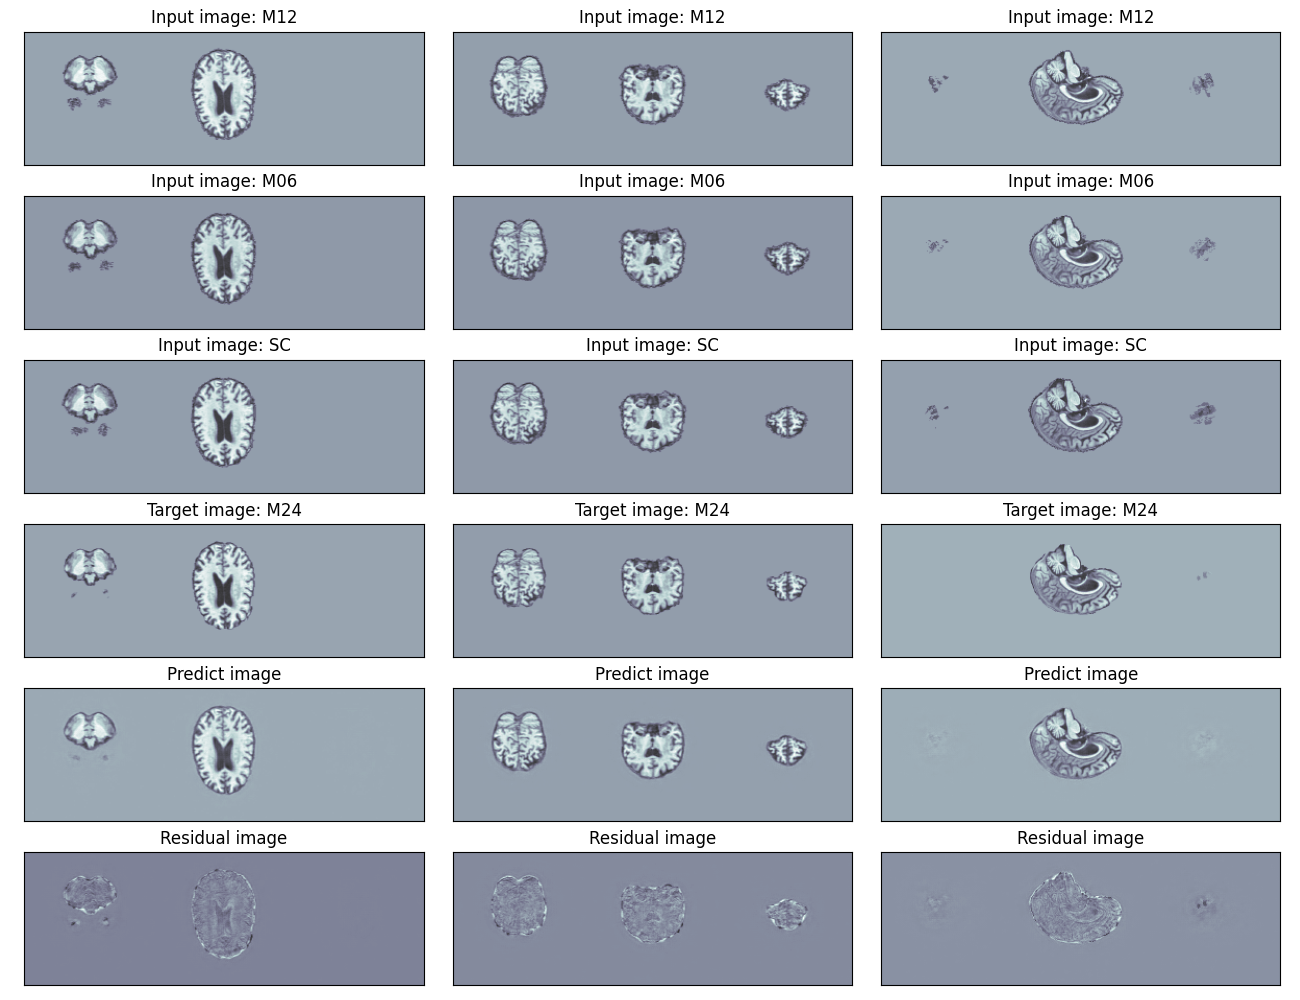 Input image: M12 Input image: M12 Input image: M12
Input image: M06 Input image: M06 Input image: M06
Input image: SC Input image: SC Input image: SC
Target image: M24 Target image: M24 Target image: M24
Predict image Predict image Predict image
Residual image Residual image Residual image